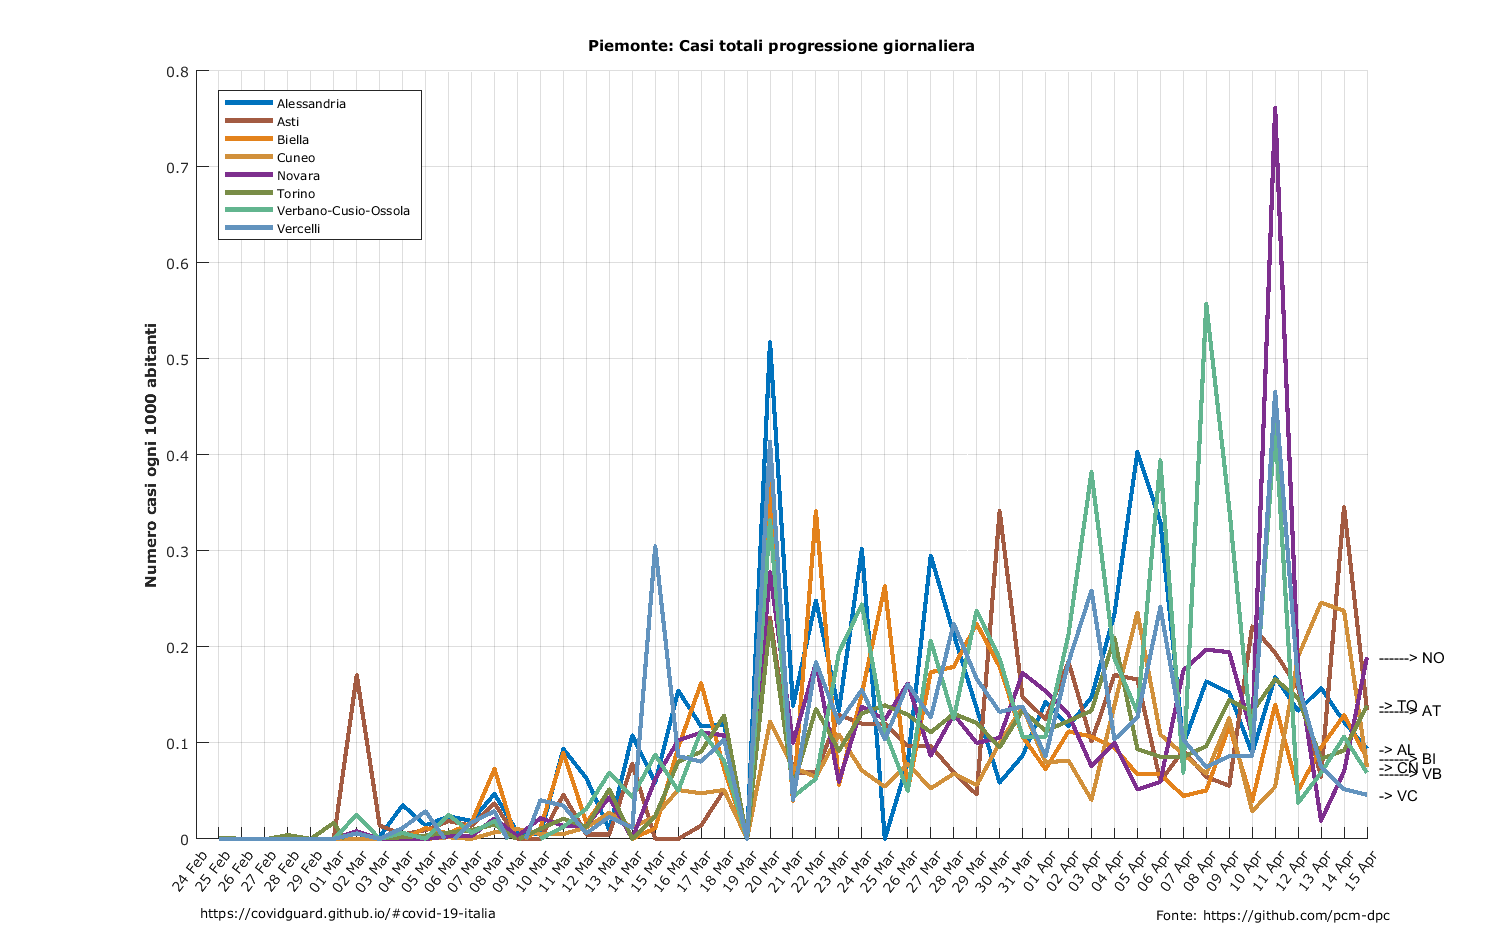 Piemonte: Casi totali progressione giornaliera
Numero casi ogni 1000 abitanti
0.8
0.7
0.6
0.5
0.4
0.3
0.2
0.1
0
Alessandria
Asti
Biella
Cuneo
Novara
Torino
Verbano-Cusio-Ossola
Vercelli
------> NO
-> TO
------> AT
-> AL
------> BI
-> CN
------> VB
-> VC
24 Feb
25 Feb
26 Feb
27 Feb
28 Feb
29 Feb
01 Mar
02 Mar
03 Mar
04 Mar
05 Mar
06 Mar
07 Mar
08 Mar
09 Mar
10 Mar
11 Mar
12 Mar
13 Mar
14 Mar
15 Mar
16 Mar
17 Mar
18 Mar
19 Mar
20 Mar
21 Mar
22 Mar
23 Mar
24 Mar
25 Mar
26 Mar
27 Mar
28 Mar
29 Mar
30 Mar
31 Mar
01 Apr
02 Apr
03 Apr
04 Apr
05 Apr
06 Apr
07 Apr
08 Apr
09 Apr
10 Apr
11 Apr
12 Apr
13 Apr
14 Apr
15 Apr
https://covidguard.github.io/#covid-19-italia
Fonte: https://github.com/pcm-dpc